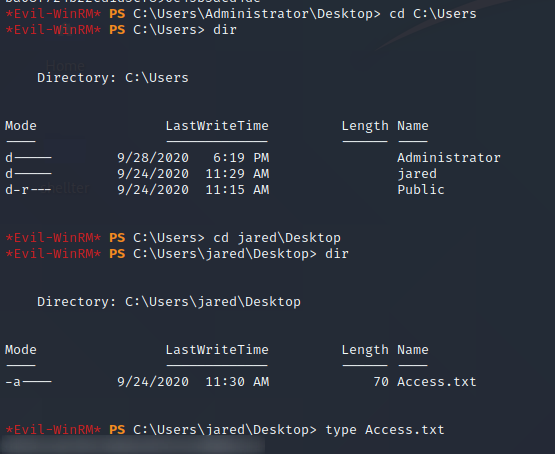 *Evil-WinRM* PS C:\Users\Administrator\Desktop> cd C:\Users
*Evil-WinRM* PS C:\Users> dir
Directory: C:\Users
Mode LastWriteTime Length Name
---- ------------- ------ ----
d----- 9/28/2020 6:19 PM Administrator
d----- 9/24/2020 11:29 AM jared
d-r--- 9/24/2020 11:15 AM Public
*Evil-WinRM* PS C:\Users> cd jared\Desktop
*Evil-WinRM* PS C:\Users\jared\Desktop> dir
Directory: C:\Users\jared\Desktop
Mode LastWriteTime Length Name
---- ------------- ------ ----
-a---- 9/24/2020 11:30 AM 70 Access.txt
*Evil-WinRM* PS C:\Users\jared\Desktop> type Access.txt